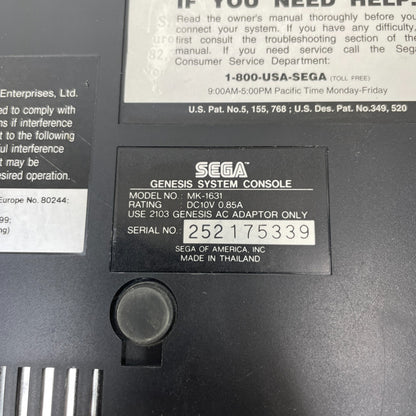 IF YOU NEED HELP:
Read the owner's manual thoroughly before you
connect your system. If you have any difficulty,
first consult the troubleshooting section of the
manual. If you need service call the Sega
Consumer Service Department:
1-800-USA-SEGA (TOLL FREE)
9:00AM-5:00PM Pacific Time Monday-Friday
U.S. Pat. No.5, 155, 768 ; U.S. Des. Pat. No.349, 520
Enterprises, Ltd.
ed to comply with
ns if interference
t to the following
ful interference
t may be
esired operation.
Europe No. 80244;
99;
ng)
SEGA
GENESIS SYSTEM CONSOLE
MODEL NO.: MK-1631
RATING : DC10V 0.85A
USE 2103 GENESIS AC ADAPTOR ONLY
SERIAL NO.: 252175339
SEGA OF AMERICA, INC
MADE IN THAILAND